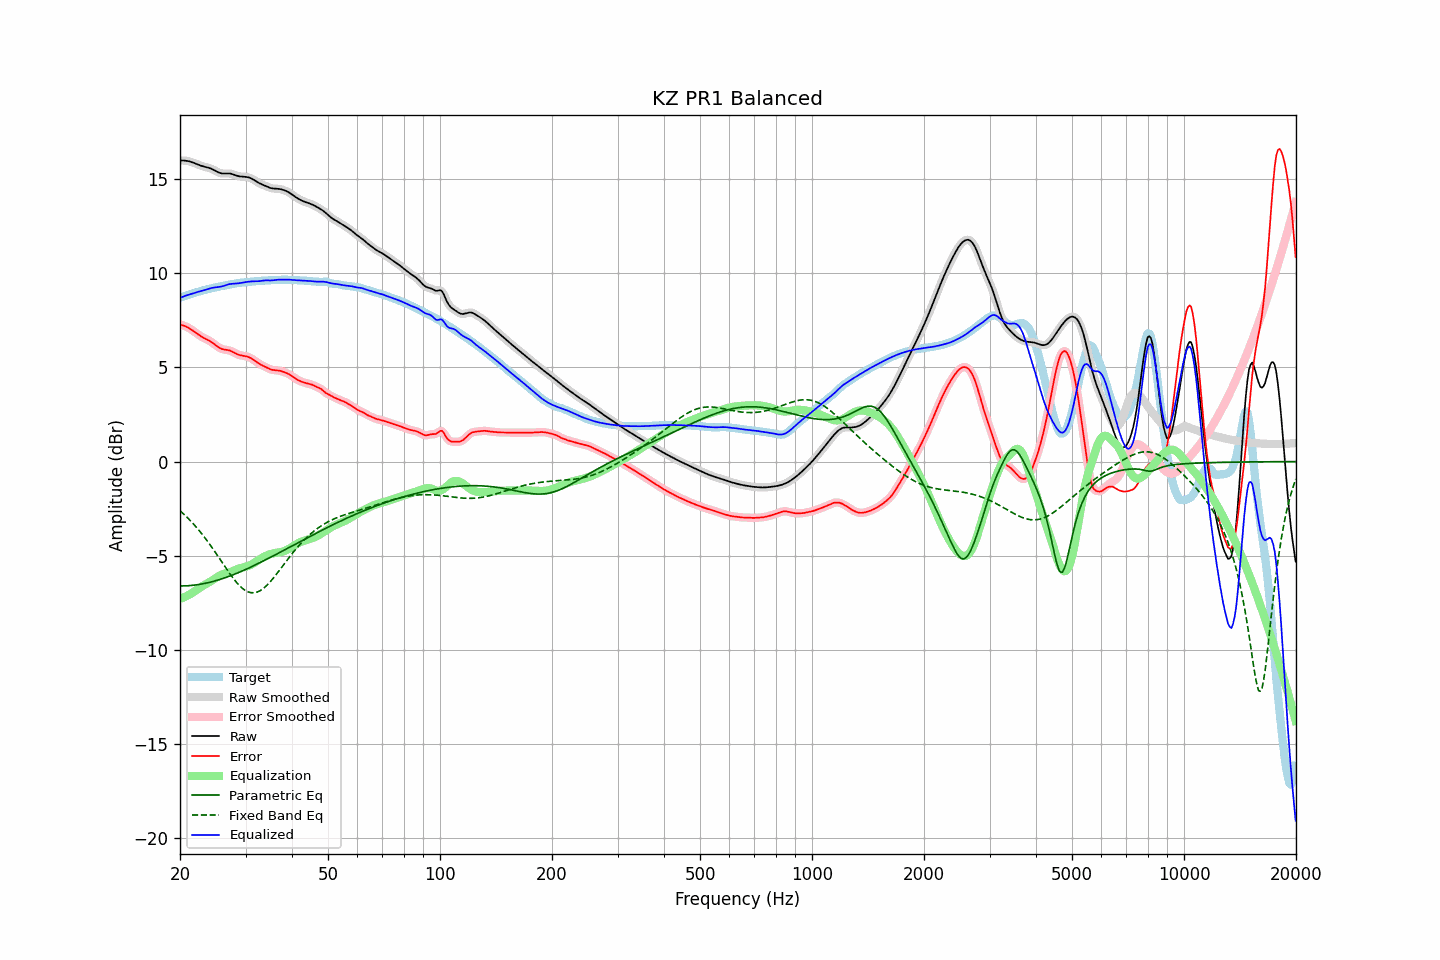 KZ PR1 Balanced
Amplitude (dBr)
15
10
5
0
−5
−10
−15
−20
Target
Raw Smoothed
Error Smoothed
Raw
Error
Equalization
Parametric Eq
Fixed Band Eq
Equalized
20 50 100 200 500 1000 2000 5000 10000 20000
Frequency (Hz)